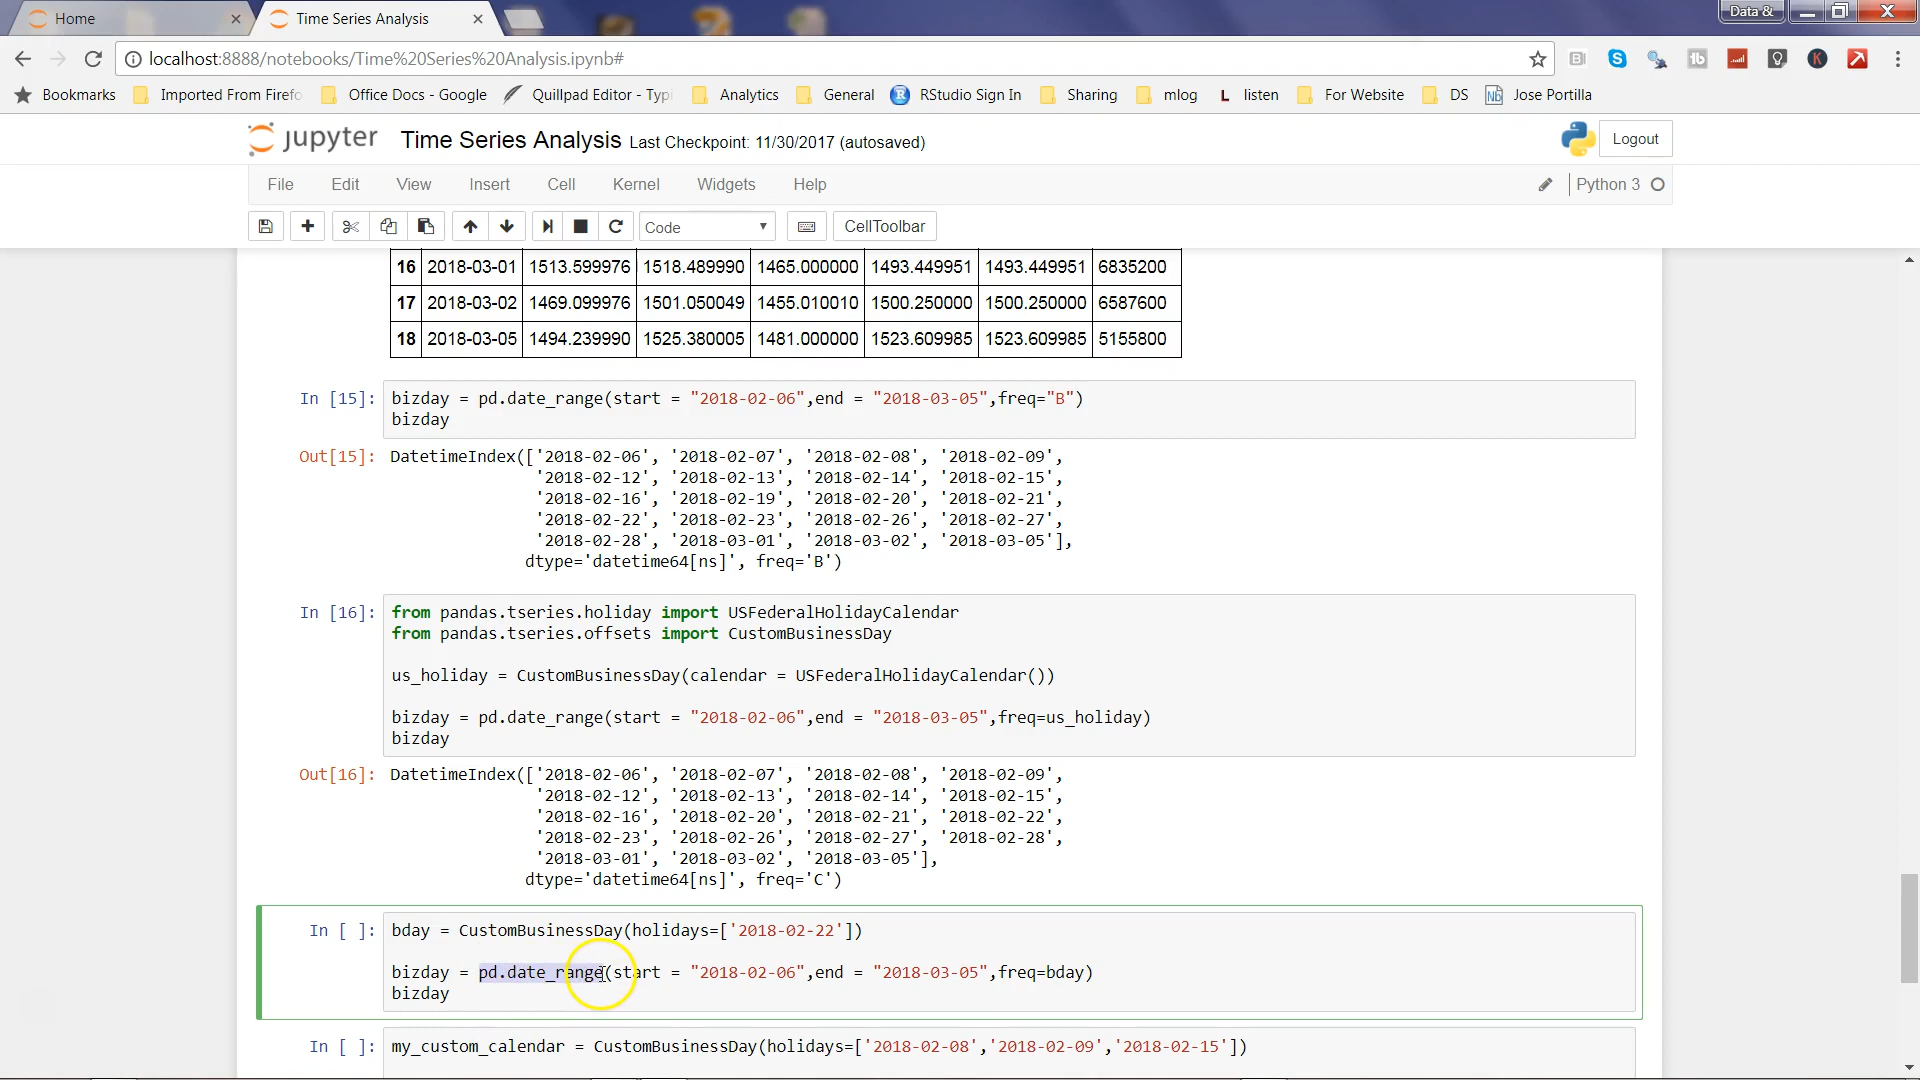 Home
Time Series Analysis
Data &
localhost:8888/notebooks/Time%20Series%20Analysis.ipynb#
Bookmarks Imported From Firefo Office Docs - Google Quillpad Editor - Typi Analytics General RStudio Sign In Sharing mlog L listen For Website DS Nb Jose Portilla
jupyter Time Series Analysis Last Checkpoint: 11/30/2017 (autosaved) Logout
File Edit View Insert Cell Kernel Widgets Help Python 3
Code CellToolbar
16 2018-03-01 1513.599976 1518.489990 1465.000000 1493.449951 1493.449951 6835200
17 2018-03-02 1469.099976 1501.050049 1455.010010 1500.250000 1500.250000 6587600
18 2018-03-05 1494.239990 1525.380005 1481.000000 1523.609985 1523.609985 5155800
In [15]: bizday = pd.date_range(start = "2018-02-06",end = "2018-03-05",freq="B")
bizday
Out[15]: DatetimeIndex(['2018-02-06', '2018-02-07', '2018-02-08', '2018-02-09',
'2018-02-12', '2018-02-13', '2018-02-14', '2018-02-15',
'2018-02-16', '2018-02-19', '2018-02-20', '2018-02-21',
'2018-02-22', '2018-02-23', '2018-02-26', '2018-02-27',
'2018-02-28', '2018-03-01', '2018-03-02', '2018-03-05'],
dtype='datetime64[ns]', freq='B')
In [16]: from pandas.tseries.holiday import USFederalHolidayCalendar
from pandas.tseries.offsets import CustomBusinessDay
us_holiday = CustomBusinessDay(calendar = USFederalHolidayCalendar())
bizday = pd.date_range(start = "2018-02-06",end = "2018-03-05",freq=us_holiday)
bizday
Out[16]: DatetimeIndex(['2018-02-06', '2018-02-07', '2018-02-08', '2018-02-09',
'2018-02-12', '2018-02-13', '2018-02-14', '2018-02-15',
'2018-02-16', '2018-02-20', '2018-02-21', '2018-02-22',
'2018-02-23', '2018-02-26', '2018-02-27', '2018-02-28',
'2018-03-01', '2018-03-02', '2018-03-05'],
dtype='datetime64[ns]', freq='C')
In [ ]: bday = CustomBusinessDay(holidays=['2018-02-22'])
bizday = pd.date_range(start = "2018-02-06",end = "2018-03-05",freq=bday)
bizday
In [ ]: my_custom_calendar = CustomBusinessDay(holidays=['2018-02-08','2018-02-09','2018-02-15'])